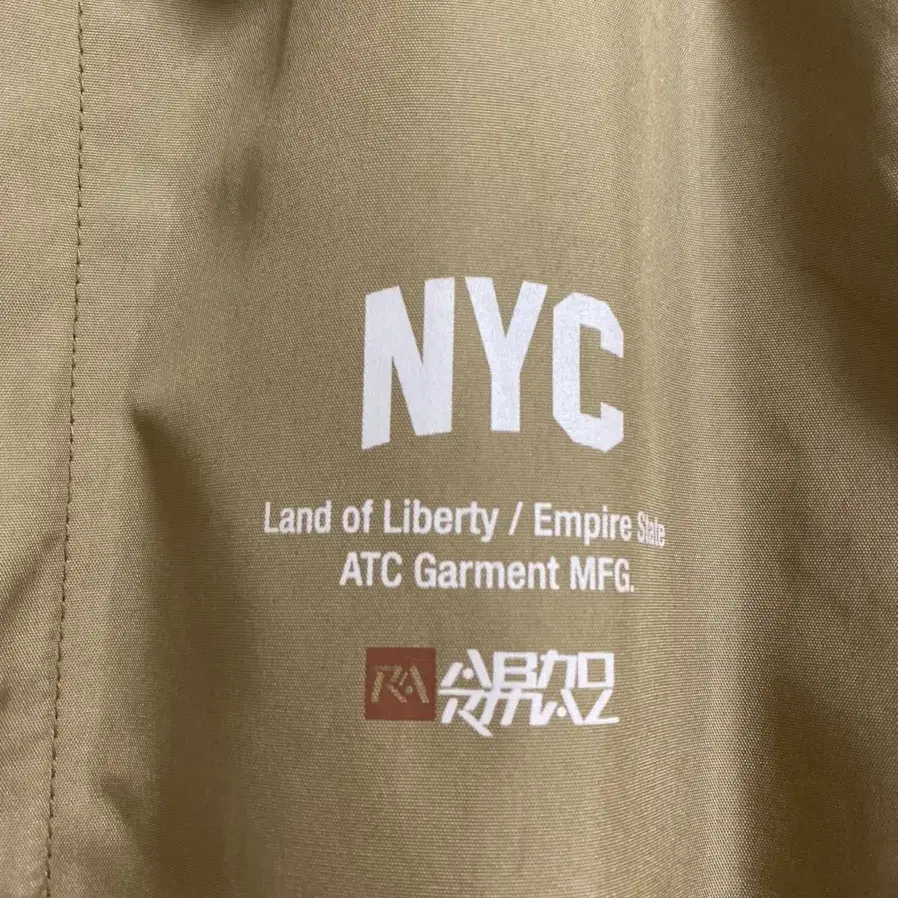 NYC
Land of Liberty / Empire State
ATC Garment MFG.